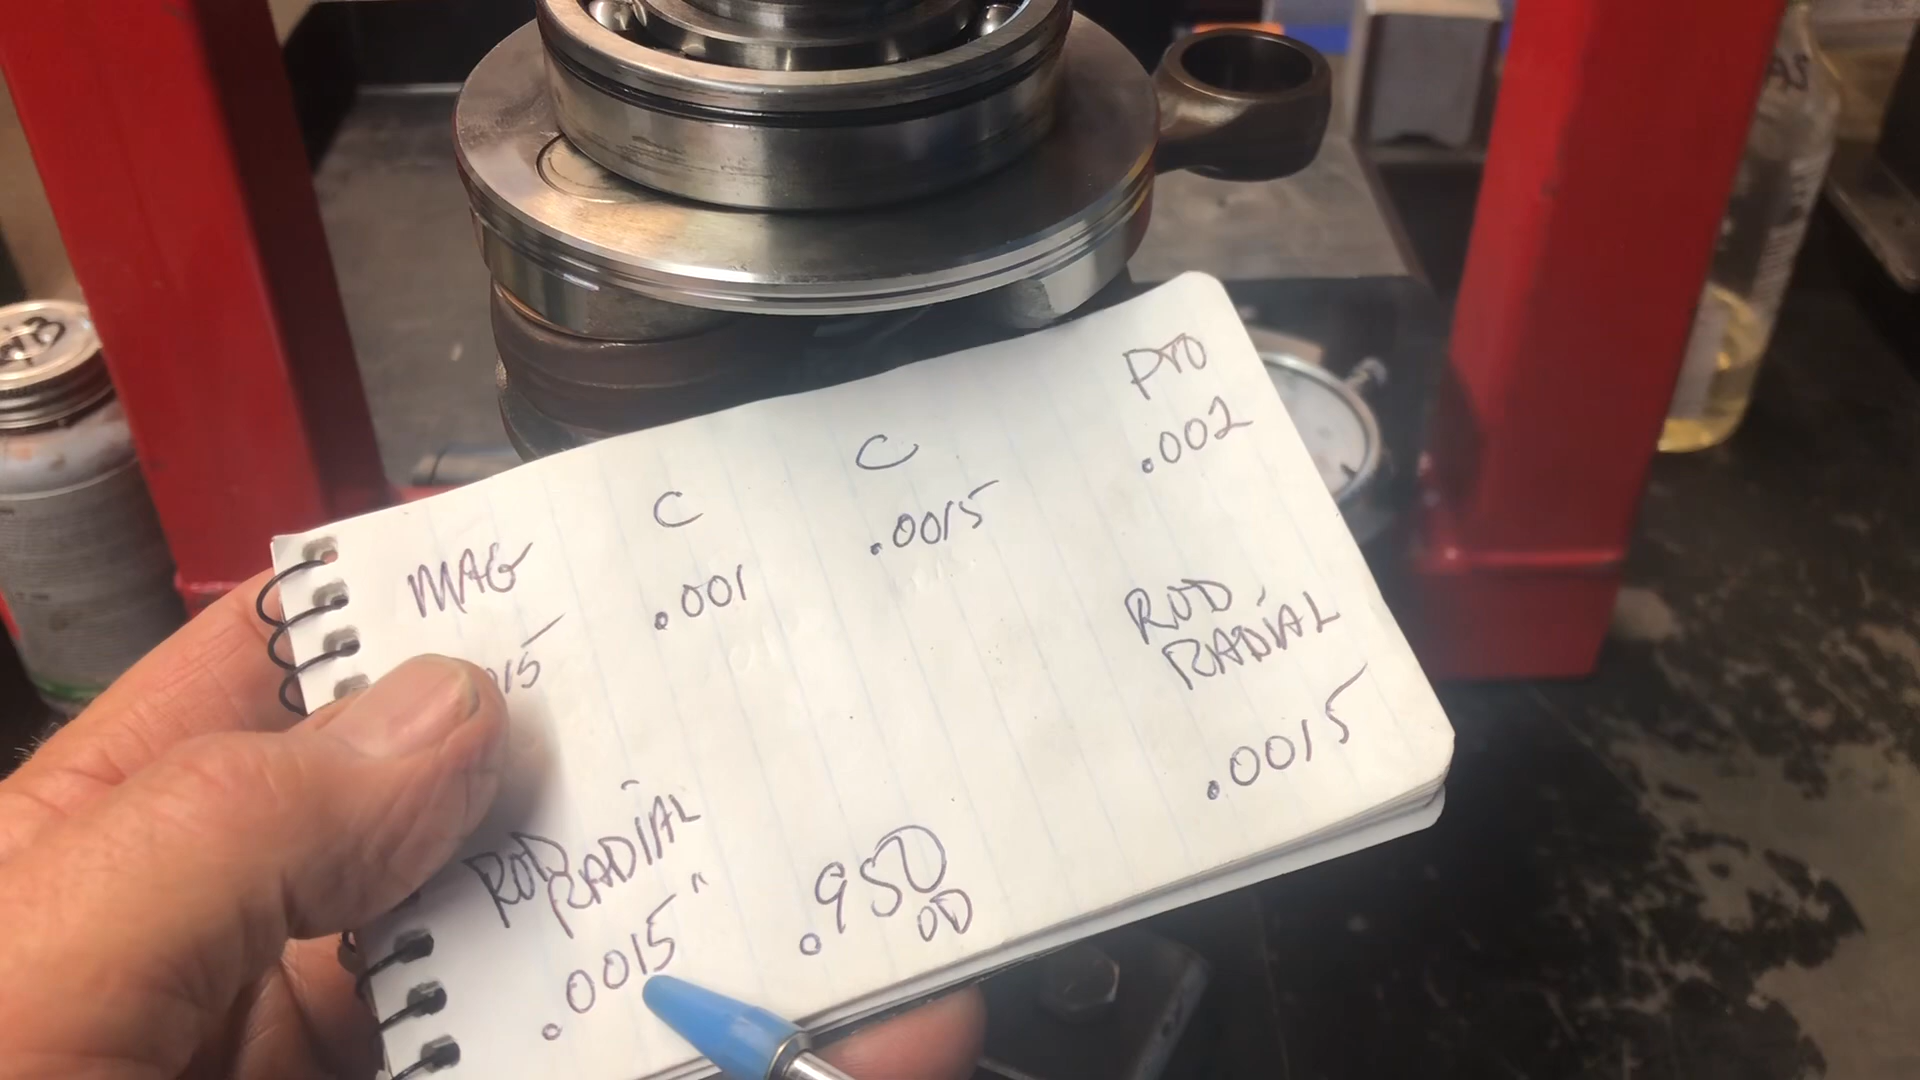 MAG
C
.001
C
.0015
PTO
.002
ROD
RADIAL
.0015
ROD
RADIAL
.0015"
.950
OD